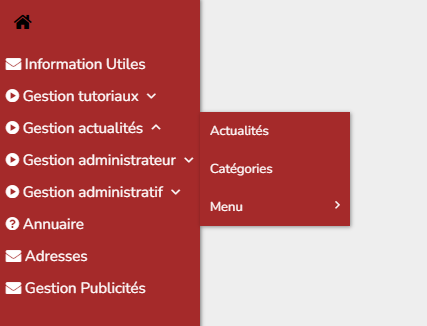 Information Utiles
Gestion tutoriaux
Gestion actualités
Gestion administrateur
Gestion administratif
Annuaire
Adresses
Gestion Publicités
Actualités
Catégories
Menu